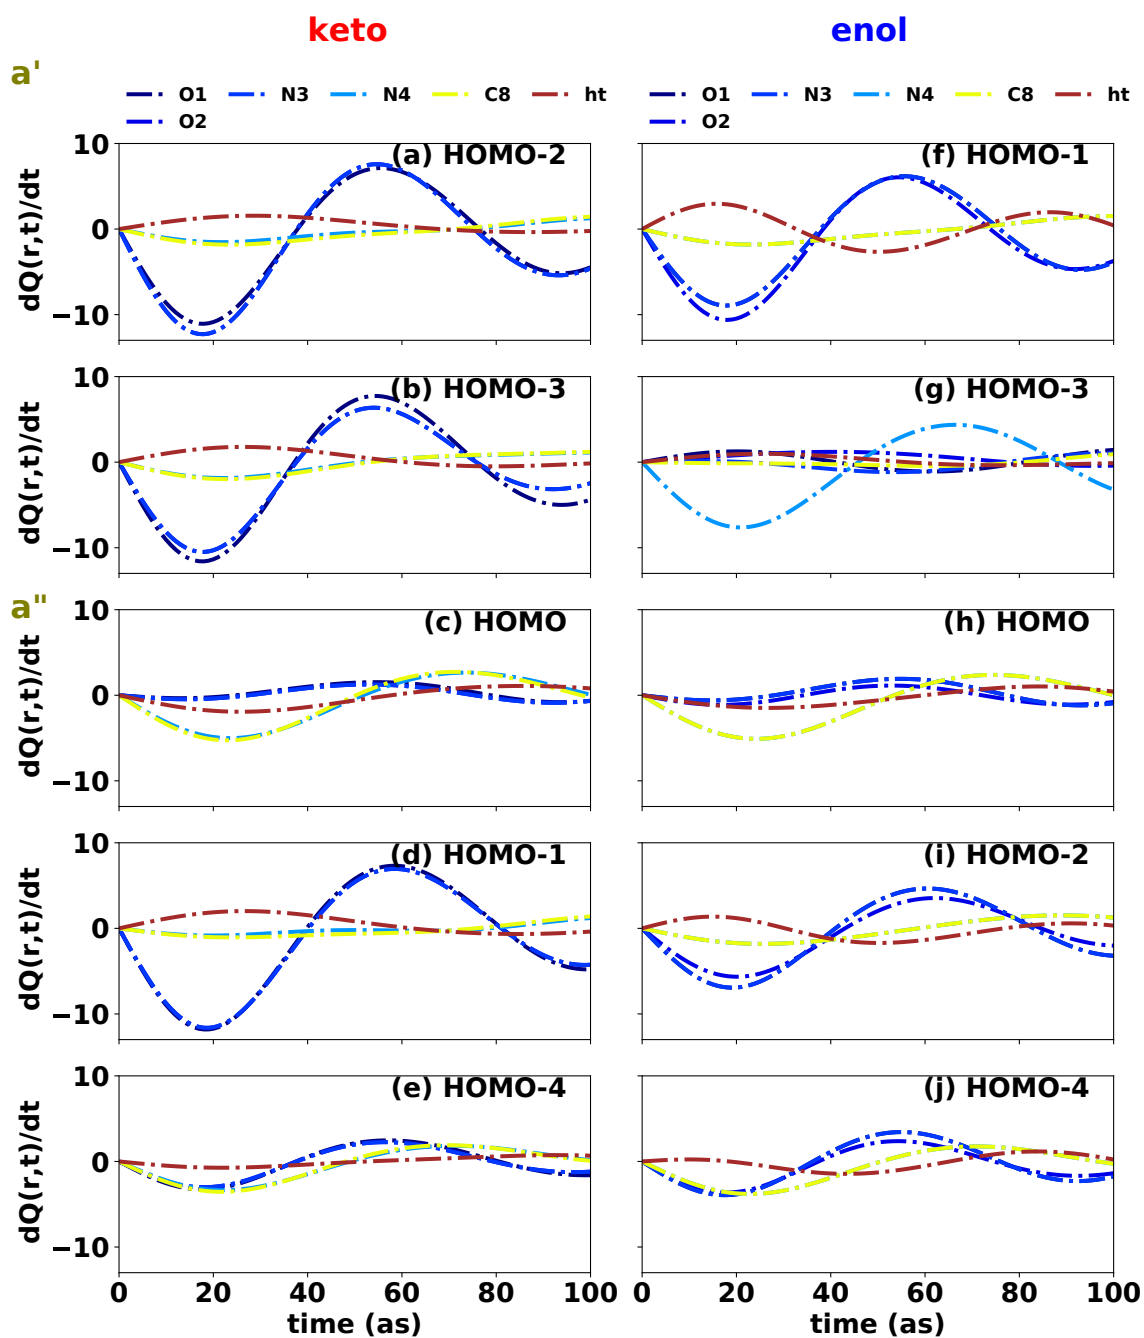 keto enol
a'
O1 N3 N4 C8 ht O1 N3 N4 C8 ht
O2 O2
(a) HOMO-2 (f) HOMO-1
10
0
−10
dQ(r,t)/dt
(b) HOMO-3 (g) HOMO-3
10
0
−10
dQ(r,t)/dt
a"
(c) HOMO (h) HOMO
10
0
−10
dQ(r,t)/dt
(d) HOMO-1 (i) HOMO-2
10
0
−10
dQ(r,t)/dt
(e) HOMO-4 (j) HOMO-4
10
0
−10
dQ(r,t)/dt
0 20 40 60 80 100 0 20 40 60 80 100
time (as) time (as)